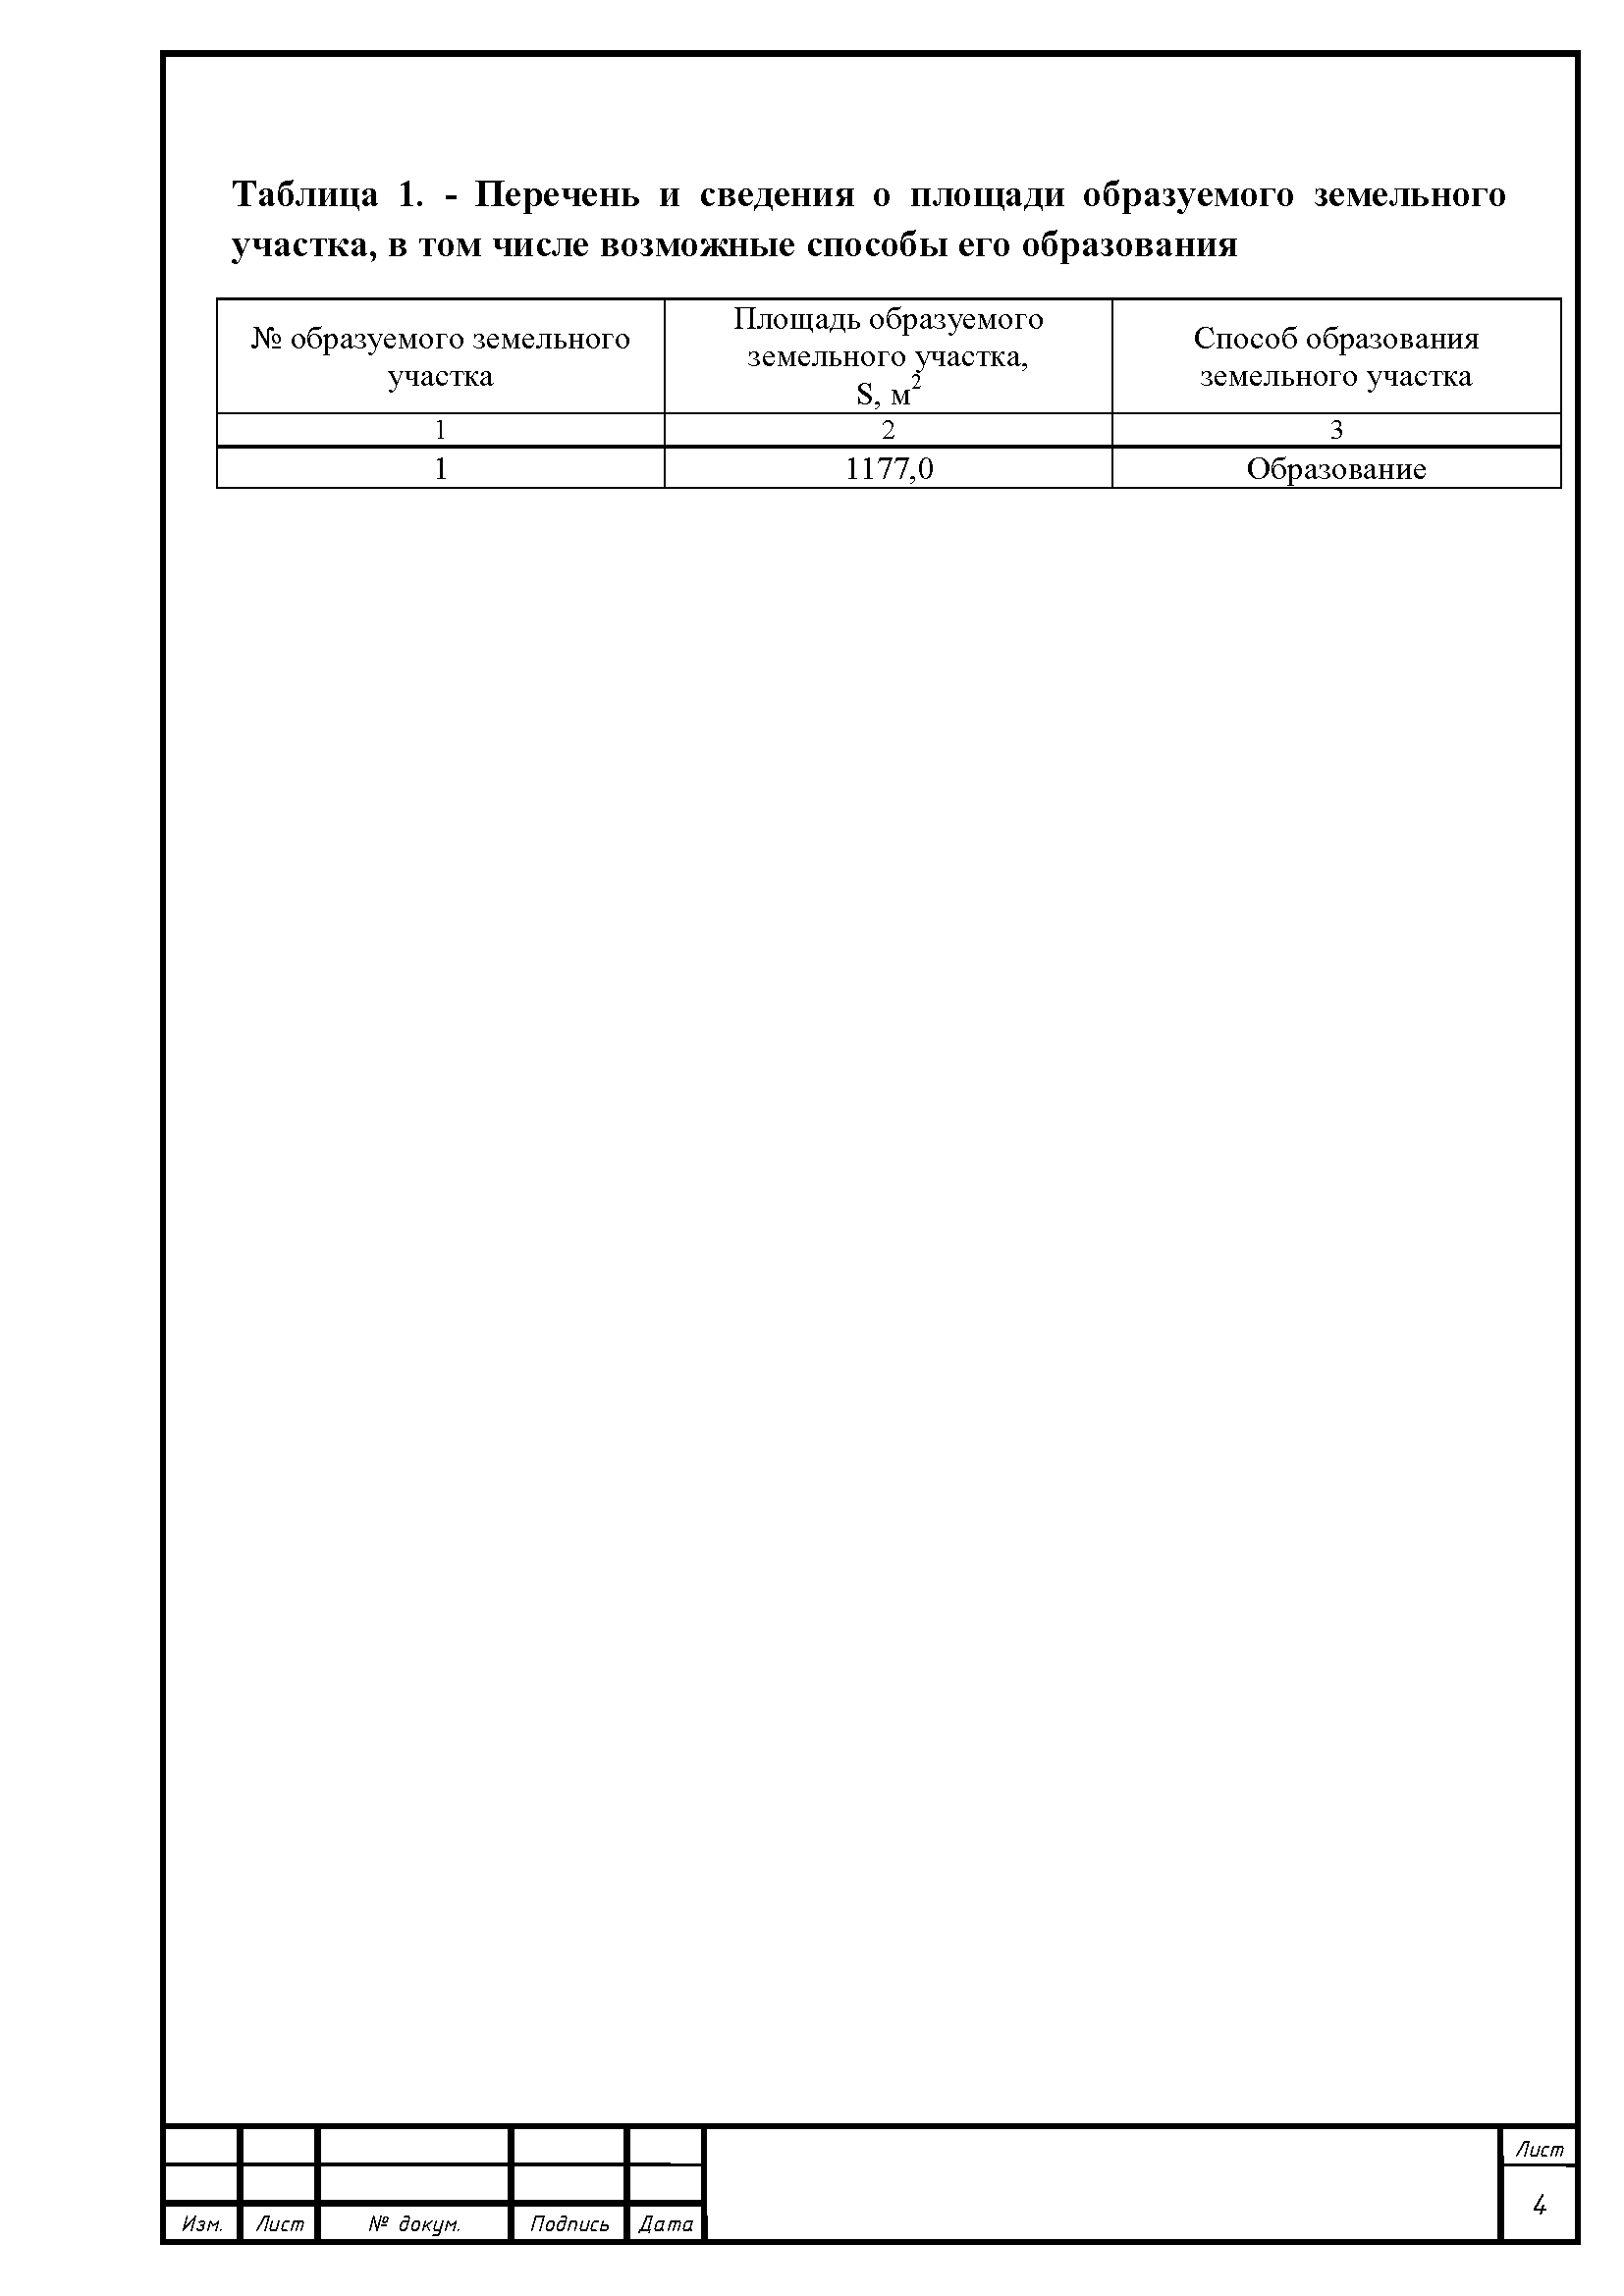 Таблица 1. - Перечень и сведения о площади образуемого земельного
участка, в том числе возможные способы его образования
№ образуемого земельного
участка
Площадь образуемого
земельного участка,
S, м²
Способ образования
земельного участка
1 2 3
1 1177,0 Образование
Лист
4
Изм. Лист № докум. Подпись Дата